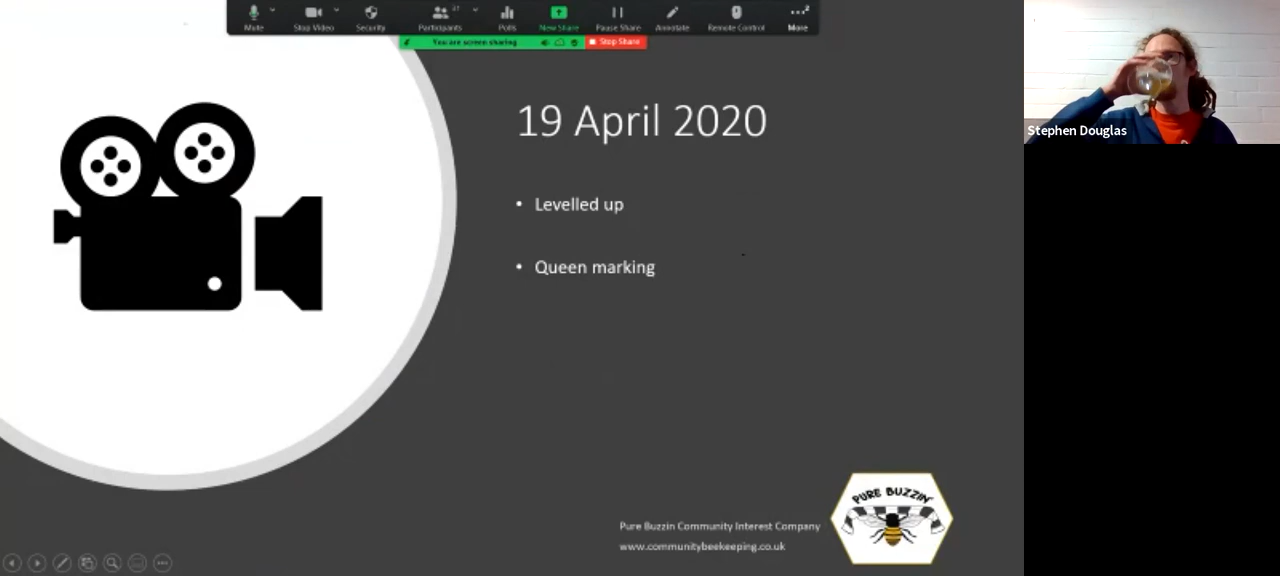 Mute
Stop Video
Security
Participants
Polls
New Share
Pause Share
Annotate
Remote Control
More
You are screen sharing
Stop Share
19 April 2020
• Levelled up
• Queen marking
Stephen Douglas
PURE BUZZIN'
Pure Buzzin Community Interest Company
www.communitybeekeeping.co.uk